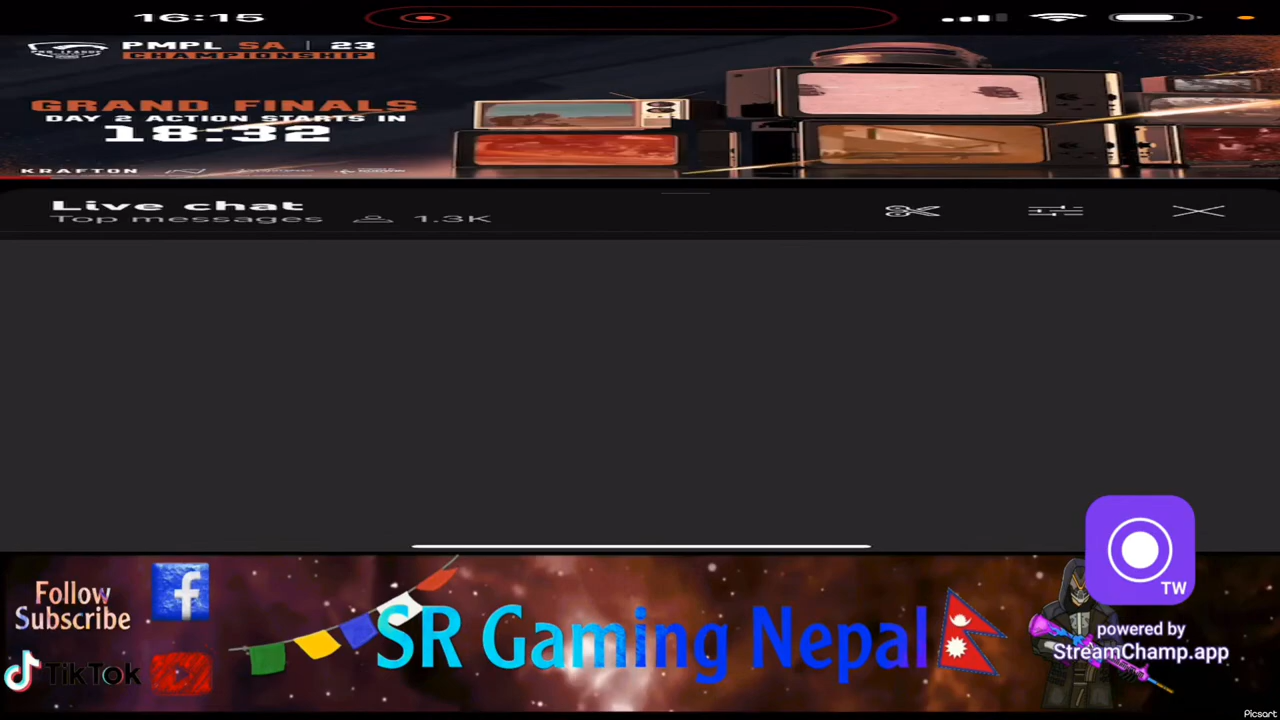 16:15
PMPL SA | 23
CHAMPIONSHIP
GRAND FINALS
DAY 2 ACTION STARTS IN
18:32
KRAFTON
Live chat
Top messages 1.3K
TW
Follow
Subscribe
SR Gaming Nepal
TikTok
powered by
StreamChamp.app
Picsart